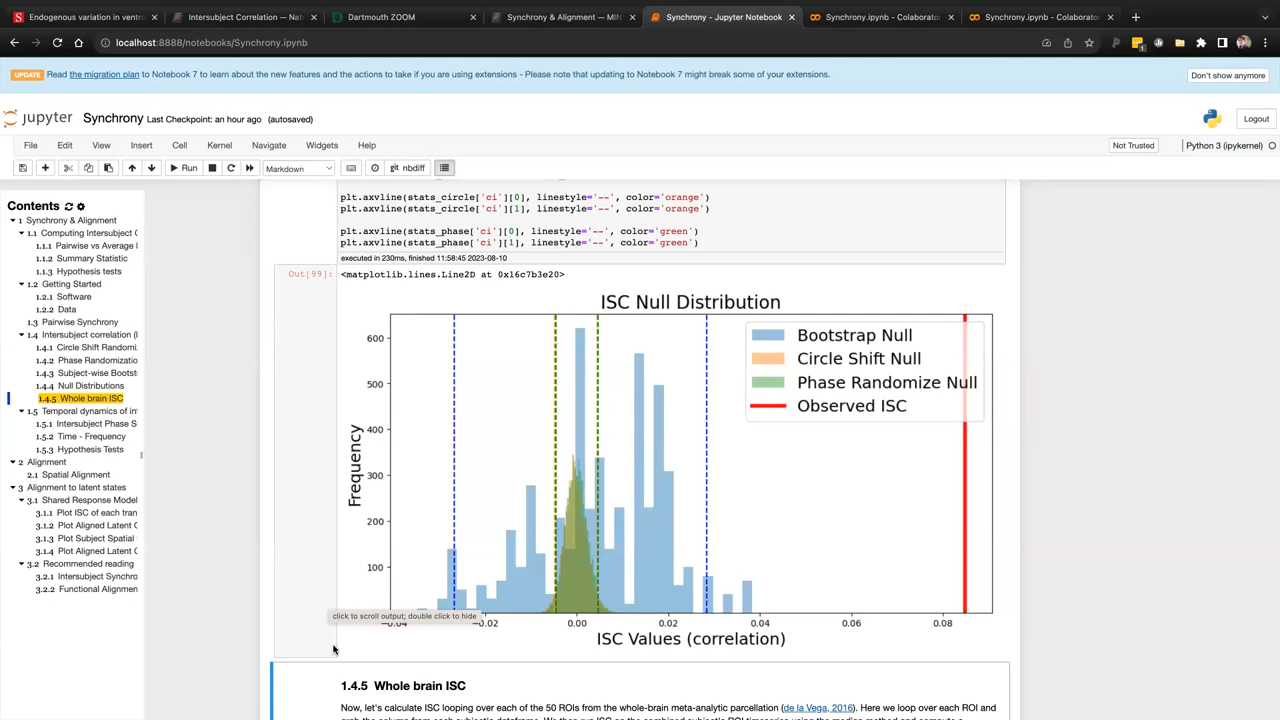 Endogenous variation in ventro
Intersubject Correlation — Nat
Dartmouth ZOOM
Synchrony & Alignment — MIN
Synchrony - Jupyter Notebook
Synchrony.ipynb - Colaborator
Synchrony.ipynb - Colaborator
localhost:8888/notebooks/Synchrony.ipynb
UPDATE Read the migration plan to Notebook 7 to learn about the new features and the actions to take if you are using extensions - Please note that updating to Notebook 7 might break some of your extensions.
Don't show anymore
jupyter Synchrony Last Checkpoint: an hour ago (autosaved)
Logout
File Edit View Insert Cell Kernel Navigate Widgets Help
Not Trusted
Python 3 (ipykernel)
Run
Markdown
nbdiff
Contents
1 Synchrony & Alignment
1.1 Computing Intersubject C
1.1.1 Pairwise vs Average I
1.1.2 Summary Statistic
1.1.3 Hypothesis tests
1.2 Getting Started
1.2.1 Software
1.2.2 Data
1.3 Pairwise Synchrony
1.4 Intersubject correlation (I
1.4.1 Circle Shift Randomi
1.4.2 Phase Randomizatio
1.4.3 Subject-wise Bootst
1.4.4 Null Distributions
1.4.5 Whole brain ISC
1.5 Temporal dynamics of in
1.5.1 Intersubject Phase S
1.5.2 Time - Frequency
1.5.3 Hypothesis Tests
2 Alignment
2.1 Spatial Alignment
3 Alignment to latent states
3.1 Shared Response Model
3.1.1 Plot ISC of each tran
3.1.2 Plot Aligned Latent C
3.1.3 Plot Subject Spatial
3.1.4 Plot Aligned Latent C
3.2 Recommended reading
3.2.1 Intersubject Synchro
3.2.2 Functional Alignmen
plt.axvline(stats_circle['ci'][0], linestyle='--', color='orange')
plt.axvline(stats_circle['ci'][1], linestyle='--', color='orange')
plt.axvline(stats_phase['ci'][0], linestyle='--', color='green')
plt.axvline(stats_phase['ci'][1], linestyle='--', color='green')
executed in 230ms, finished 11:58:45 2023-08-10
Out[99]: <matplotlib.lines.Line2D at 0x16c7b3e20>
ISC Null Distribution
Bootstrap Null
Circle Shift Null
Phase Randomize Null
Observed ISC
Frequency
600
500
400
300
200
100
click to scroll output; double click to hide
-0.04 -0.02 0.00 0.02 0.04 0.06 0.08
ISC Values (correlation)
1.4.5 Whole brain ISC
Now, let's calculate ISC looping over each of the 50 ROIs from the whole-brain meta-analytic parcellation (de la Vega, 2016). Here we loop over each ROI and